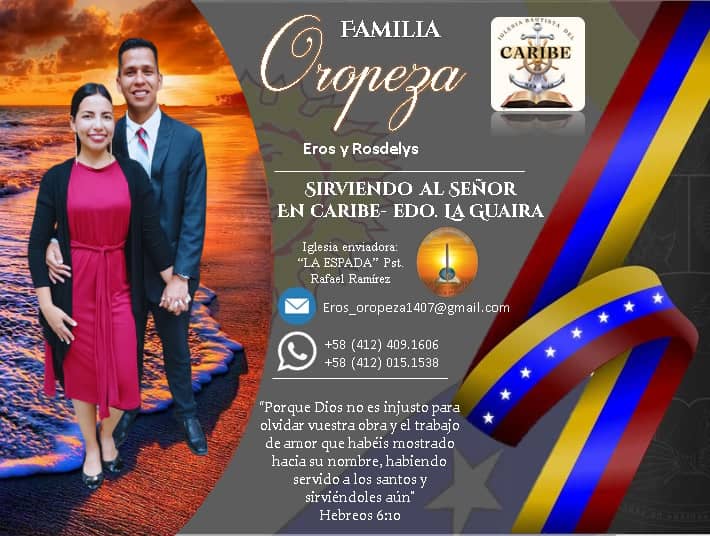 Familia
Oropeza
IGLESIA BAUTISTA DEL
CARIBE
Eros y Rosdelys
Sirviendo al Señor
En caribe- edo. La Guaira
Iglesia enviadora:
“LA ESPADA” Pst.
Rafael Ramírez
Eros_oropeza1407@gmail.com
+58 (412) 409.1606
+58 (412) 015.1538
“Porque Dios no es injusto para
olvidar vuestra obra y el trabajo
de amor que habéis mostrado
hacia su nombre, habiendo
servido a los santos y
sirviéndoles aún"
Hebreos 6:10